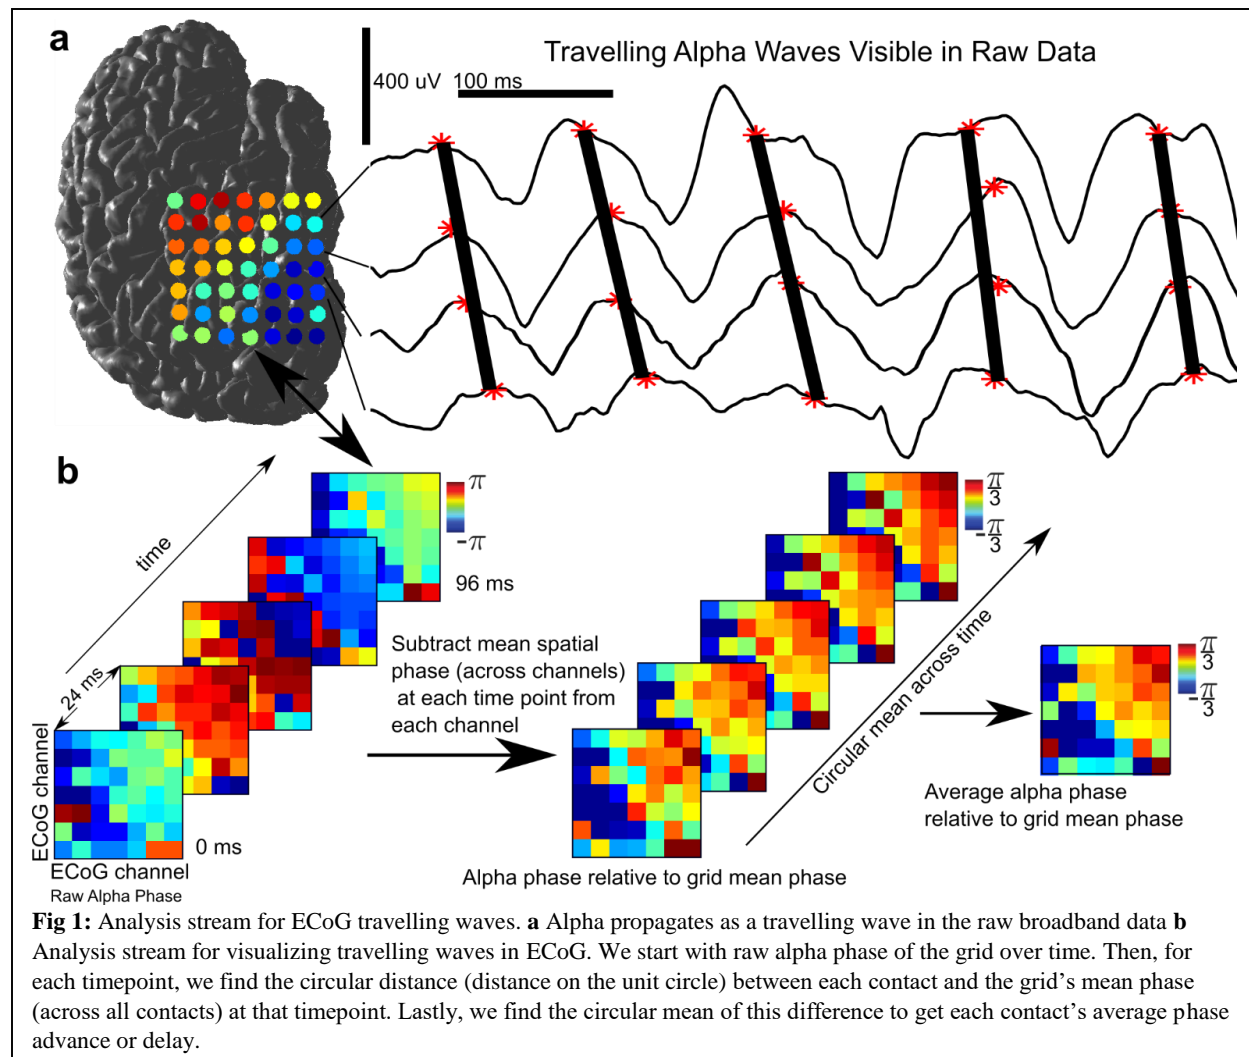 a
Travelling Alpha Waves Visible in Raw Data
400 uV 100 ms
b
time
24 ms
π
-π
96 ms
0 ms
ECoG channel
ECoG channel
Raw Alpha Phase
Subtract mean spatial
phase (across channels)
at each time point from
each channel
π
3
-π
3
Circular mean across time
Alpha phase relative to grid mean phase
π
3
-π
3
Average alpha phase
relative to grid mean phase
Fig 1: Analysis stream for ECoG travelling waves. a Alpha propagates as a travelling wave in the raw broadband data b
Analysis stream for visualizing travelling waves in ECoG. We start with raw alpha phase of the grid over time. Then, for
each timepoint, we find the circular distance (distance on the unit circle) between each contact and the grid's mean phase
(across all contacts) at that timepoint. Lastly, we find the circular mean of this difference to get each contact's average phase
advance or delay.